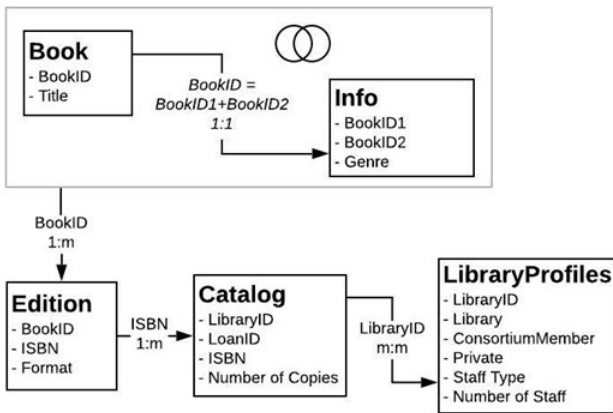 Book
- BookID
- Title
BookID =
BookID1+BookID2
1:1
Info
- BookID1
- BookID2
- Genre
BookID
1:m
Edition
- BookID
- ISBN
- Format
ISBN
1:m
Catalog
- LibraryID
- LoanID
- ISBN
- Number of Copies
LibraryID
m:m
LibraryProfiles
- LibraryID
- Library
- ConsortiumMember
- Private
- Staff Type
- Number of Staff